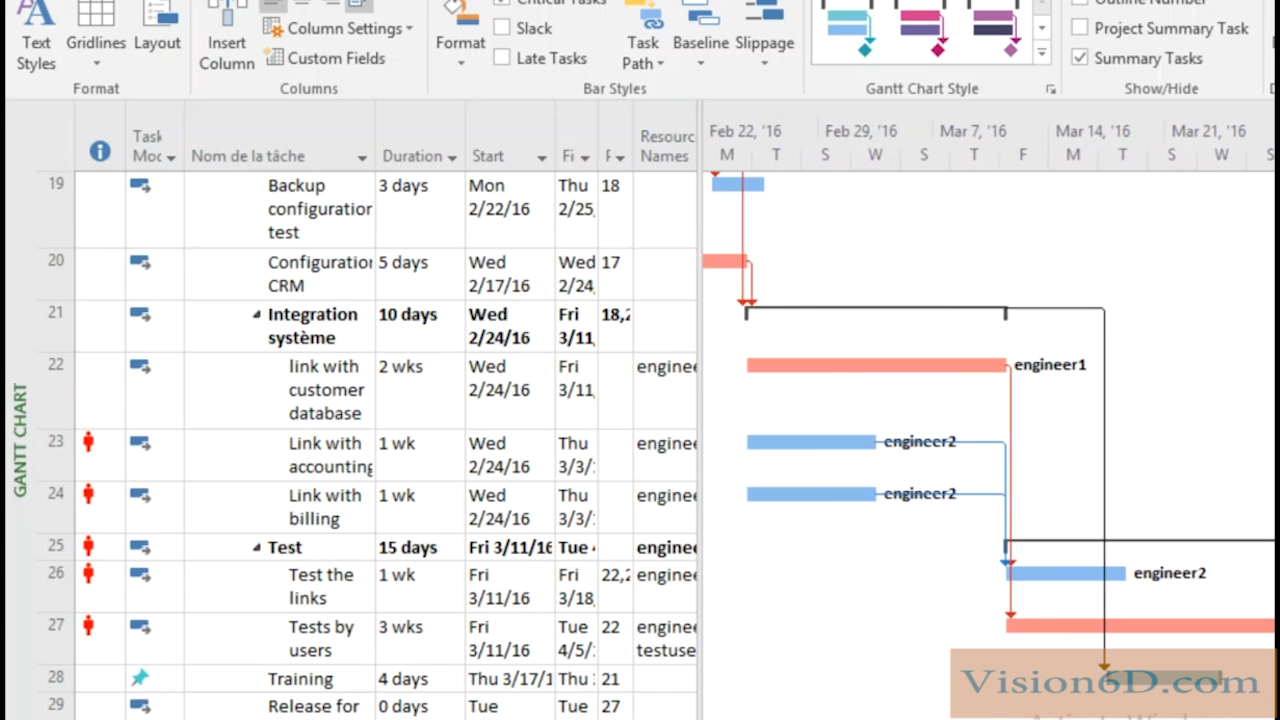 Critical Tasks
Outline Number
Text Styles
Gridlines
Layout
Insert Column
Column Settings
Custom Fields
Format
Slack
Late Tasks
Task Path
Baseline
Slippage
Project Summary Task
Summary Tasks
Format
Columns
Bar Styles
Gantt Chart Style
Show/Hide
GANTT CHART
Task
Nom de la tâche
Duration
Start
Names
Feb 22, '16
Feb 29, '16
Mar 7, '16
Mar 14, '16
Mar 21, '16
M T S W S T F M T S W S
19 Backup 3 days Mon Thu 18
configuration 2/22/16 2/25
test
20 Configuration 5 days Wed Wed 17
CRM 2/17/16 2/24
21 Integration 10 days Wed Fri 18,2
système 2/24/16 3/11
22 link with 2 wks Wed Fri enginee engineer1
customer 2/24/16 3/11
database
23 Link with 1 wk Wed Thu enginee engineer2
accounting 2/24/16 3/3/
24 Link with 1 wk Wed Thu enginee engineer2
billing 2/24/16 3/3/
25 Test 15 days Fri 3/11/16 Tue enginee
26 Test the 1 wk Fri Fri 22,2 enginee engineer2
links 3/11/16 3/18
27 Tests by 3 wks Fri Tue 22 enginee
users 3/11/16 4/5/ testuse
28 Training 4 days Thu 3/17/1 Thu 21
29 Release for 0 days Tue Tue 27
Vision6D.com